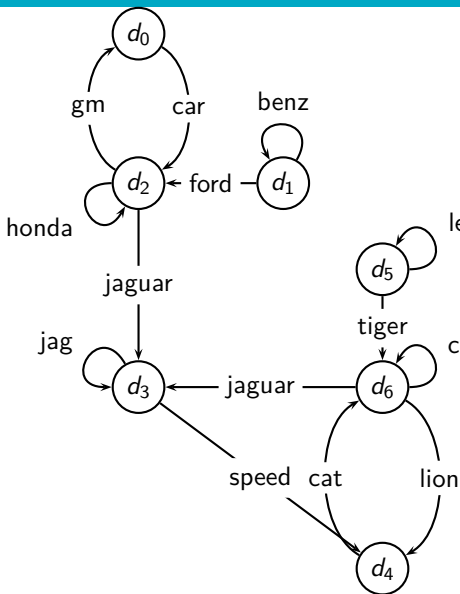 d0
gm
car
benz
d2
ford
d1
honda
d5
jaguar
tiger
jag
d3
jaguar
d6
speed
cat
lion
d4